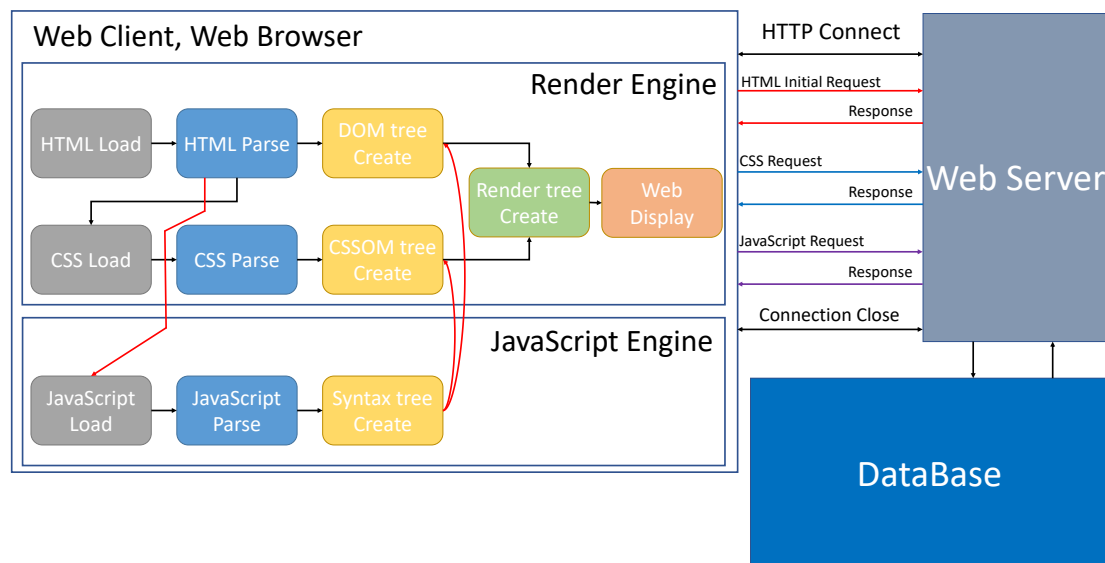 Web Client, Web Browser
Render Engine
HTML Load
HTML Parse
DOM tree
Create
Render tree
Create
Web
Display
CSS Load
CSS Parse
CSSOM tree
Create
JavaScript Engine
JavaScript
Load
JavaScript
Parse
Syntax tree
Create
HTTP Connect
HTML Initial Request
Response
CSS Request
Response
JavaScript Request
Response
Connection Close
Web Server
DataBase